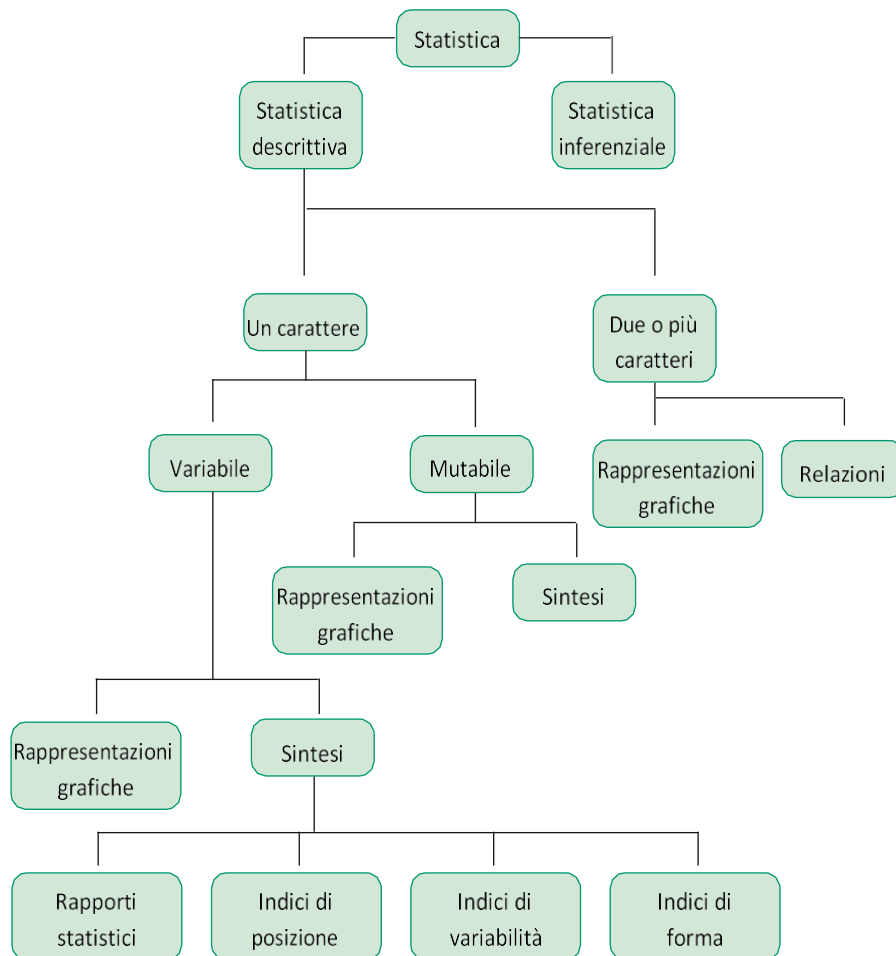 Statistica
Statistica
descrittiva
Statistica
inferenziale
Un carattere
Due o più
caratteri
Variabile
Mutabile
Rappresentazioni
grafiche
Relazioni
Rappresentazioni
grafiche
Sintesi
Rappresentazioni
grafiche
Sintesi
Rapporti
statistici
Indici di
posizione
Indici di
variabilità
Indici di
forma